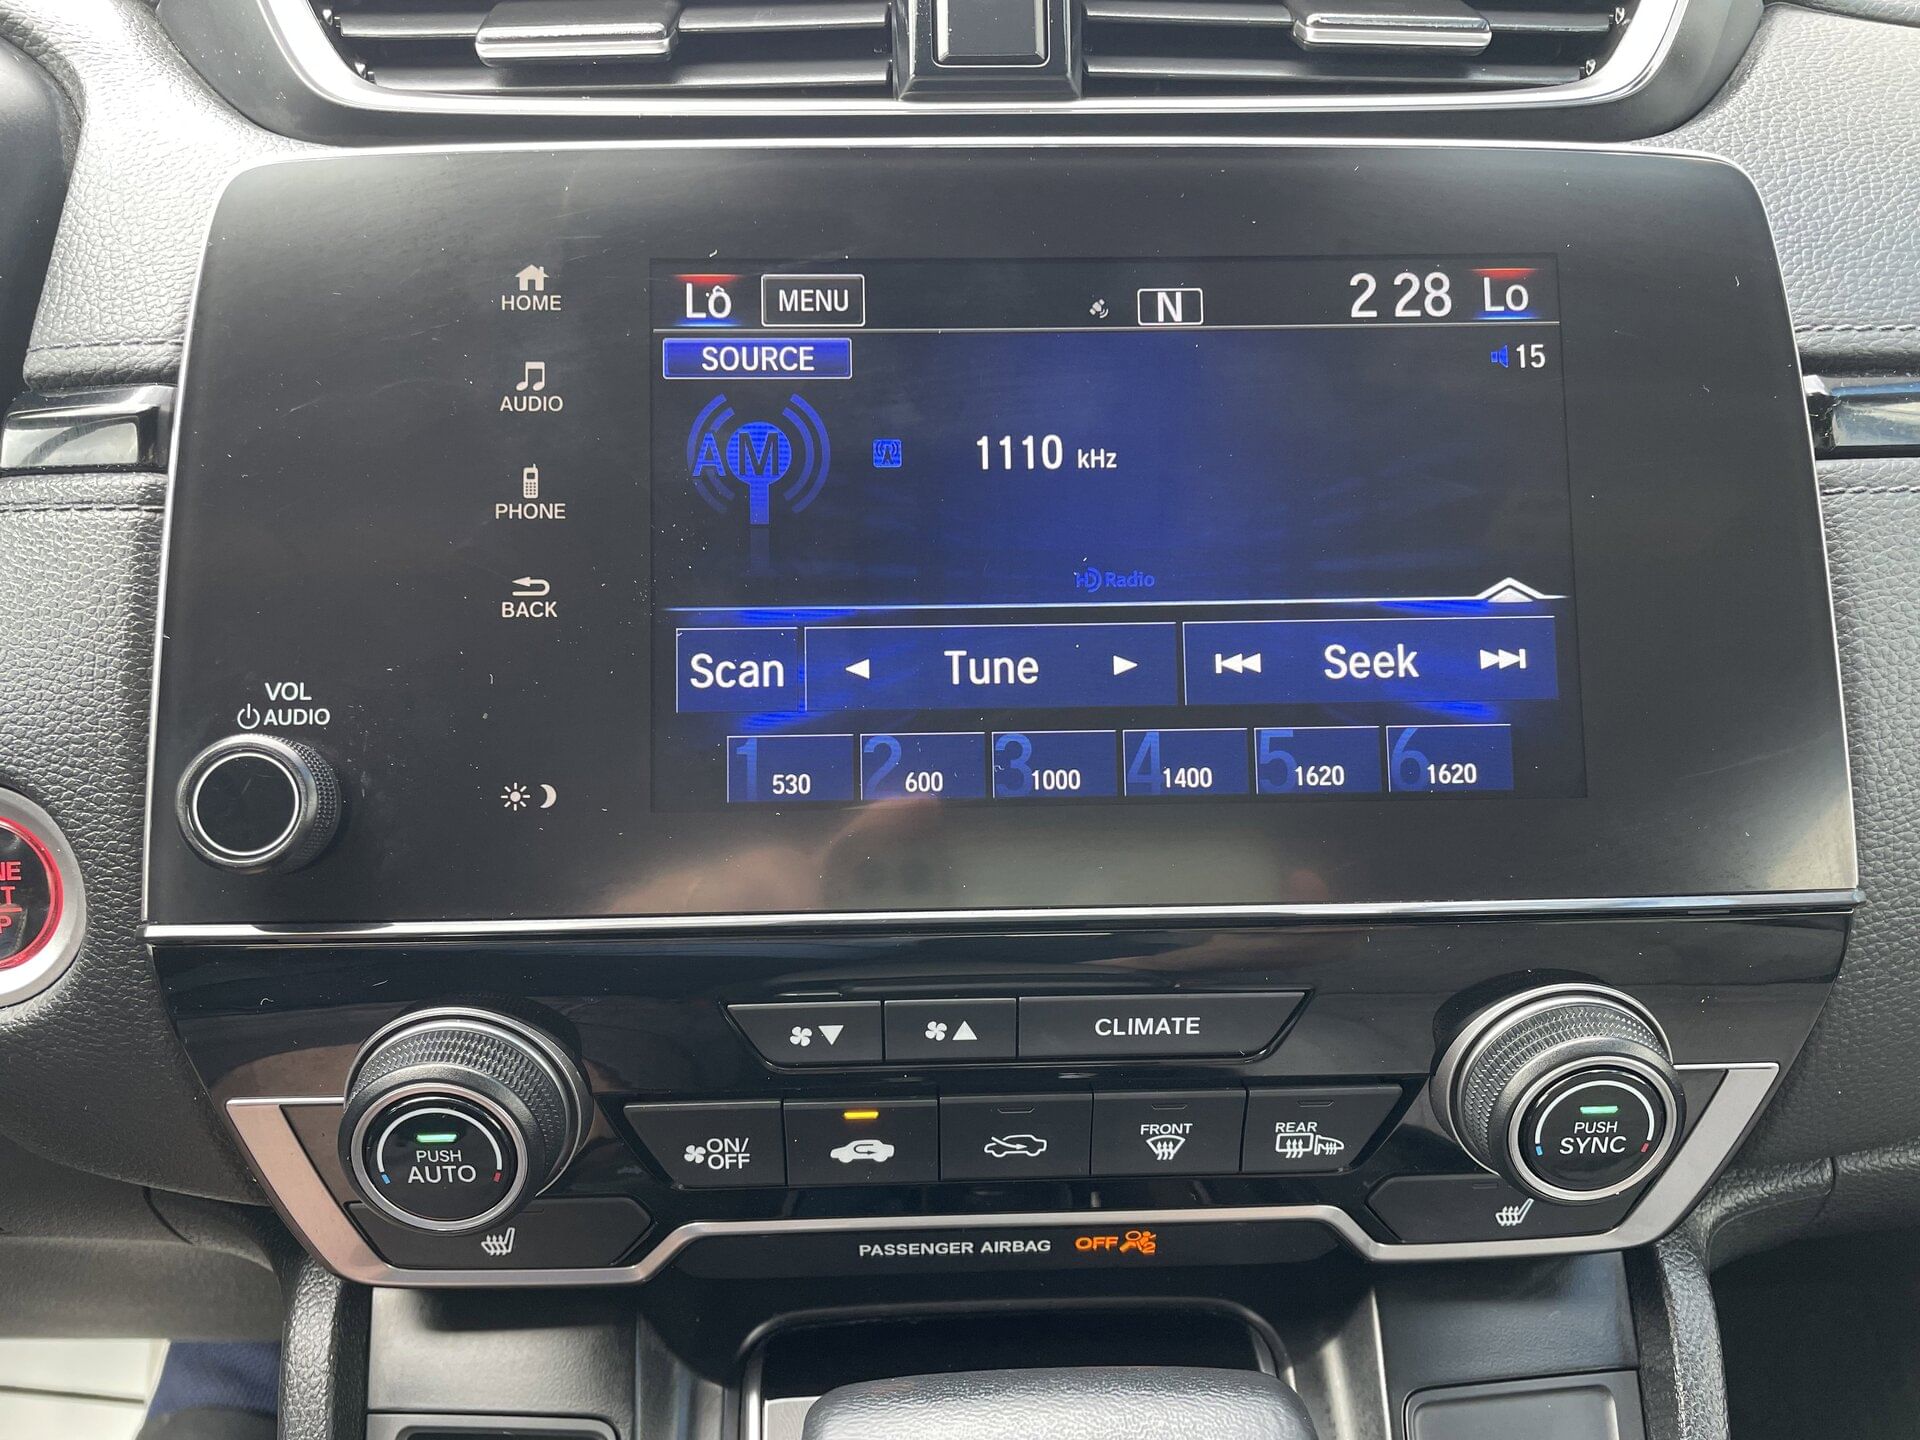 HOME
AUDIO
PHONE
BACK
VOL
AUDIO
Lo MENU N 2 28 Lo
SOURCE 15
AM 1110 kHz
HD Radio
Scan Tune Seek
1 530 2 600 3 1000 4 1400 5 1620 6 1620
CLIMATE
PUSH
AUTO
ON/
OFF
FRONT
REAR
PUSH
SYNC
PASSENGER AIRBAG OFF 2